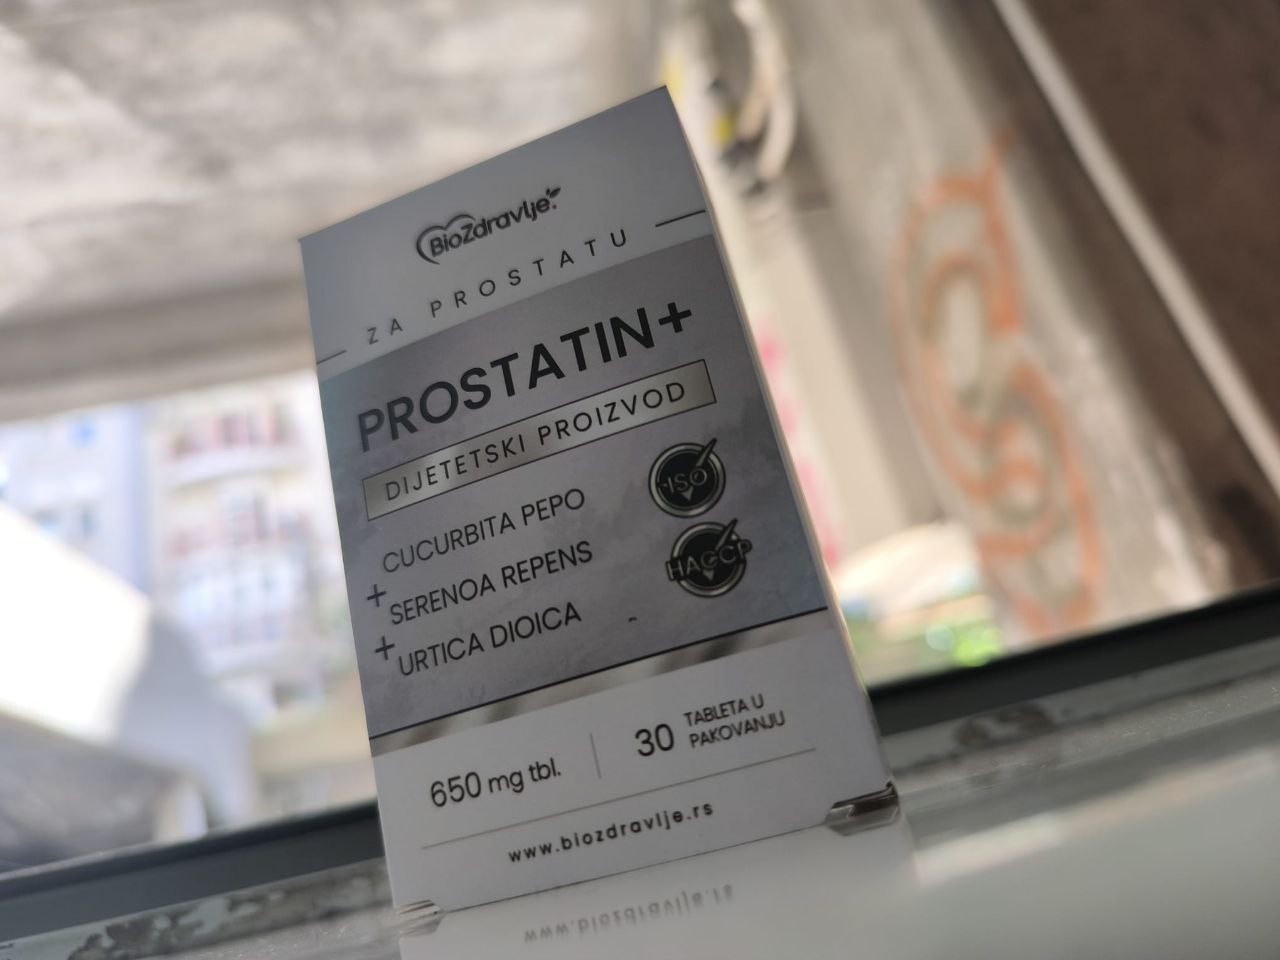 BioZdravlje
ZA PROSTATU
PROSTATIN+
DIJETETSKI PROIZVOD
CUCURBITA PEPO
+ SERENOA REPENS
+ URTICA DIOICA
ISO
HACCP
650 mg tbl.
30 TABLETA U
PAKOVANJU
www.biozdravlje.rs